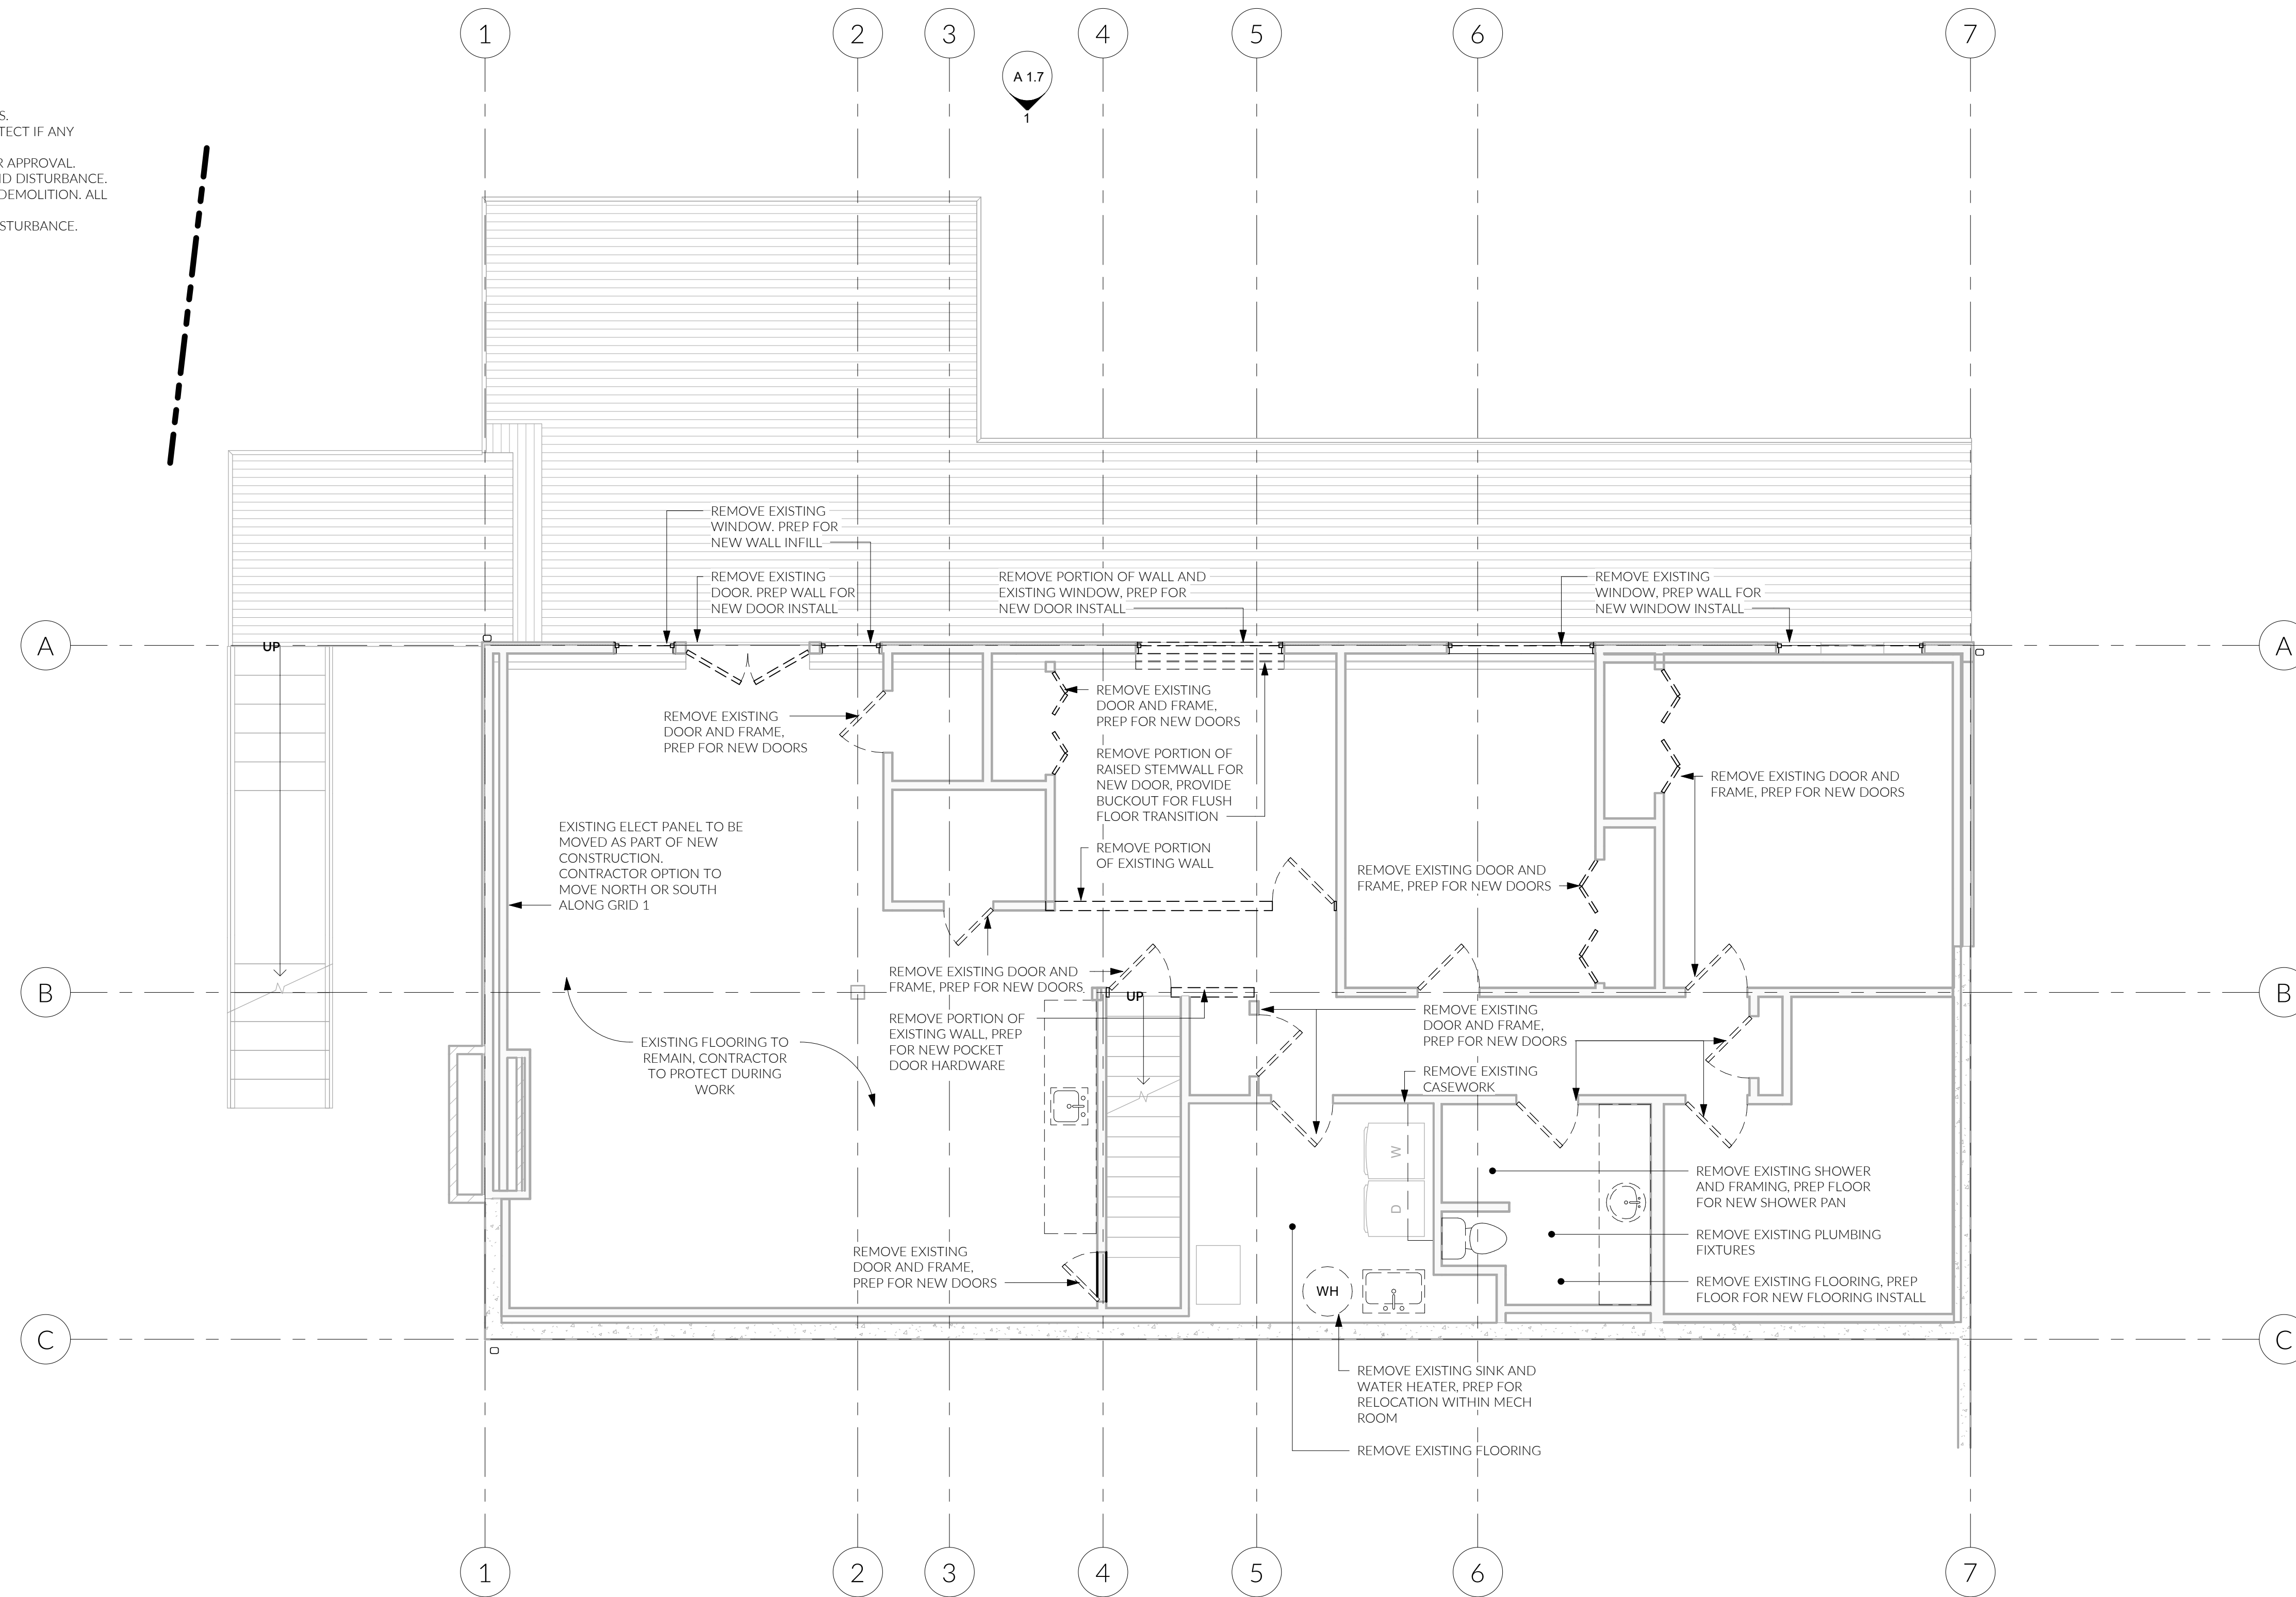 1
2
3
4
5
6
7
A 1.7
1
S.
TECT IF ANY
R APPROVAL.
ND DISTURBANCE.
DEMOLITION. ALL
STURBANCE.
REMOVE EXISTING
WINDOW. PREP FOR
NEW WALL INFILL
REMOVE EXISTING
DOOR. PREP WALL FOR
NEW DOOR INSTALL
REMOVE PORTION OF WALL AND
EXISTING WINDOW, PREP FOR
NEW DOOR INSTALL
REMOVE EXISTING
WINDOW, PREP WALL FOR
NEW WINDOW INSTALL
A
UP
A
REMOVE EXISTING
DOOR AND FRAME,
PREP FOR NEW DOORS
REMOVE EXISTING
DOOR AND FRAME,
PREP FOR NEW DOORS
REMOVE PORTION OF
RAISED STEMWALL FOR
NEW DOOR, PROVIDE
BUCKOUT FOR FLUSH
FLOOR TRANSITION
REMOVE EXISTING DOOR AND
FRAME, PREP FOR NEW DOORS
EXISTING ELECT PANEL TO BE
MOVED AS PART OF NEW
CONSTRUCTION.
CONTRACTOR OPTION TO
MOVE NORTH OR SOUTH
ALONG GRID 1
REMOVE PORTION
OF EXISTING WALL
REMOVE EXISTING DOOR AND
FRAME, PREP FOR NEW DOORS
REMOVE EXISTING DOOR AND
FRAME, PREP FOR NEW DOORS
B
UP
B
REMOVE PORTION OF
EXISTING WALL, PREP
FOR NEW POCKET
DOOR HARDWARE
REMOVE EXISTING
DOOR AND FRAME,
PREP FOR NEW DOORS
EXISTING FLOORING TO
REMAIN, CONTRACTOR
TO PROTECT DURING
WORK
REMOVE EXISTING
CASEWORK
W
D
REMOVE EXISTING SHOWER
AND FRAMING, PREP FLOOR
FOR NEW SHOWER PAN
REMOVE EXISTING PLUMBING
FIXTURES
REMOVE EXISTING FLOORING, PREP
FLOOR FOR NEW FLOORING INSTALL
REMOVE EXISTING
DOOR AND FRAME,
PREP FOR NEW DOORS
WH
C
C
REMOVE EXISTING SINK AND
WATER HEATER, PREP FOR
RELOCATION WITHIN MECH
ROOM
REMOVE EXISTING FLOORING
1
2
3
4
5
6
7